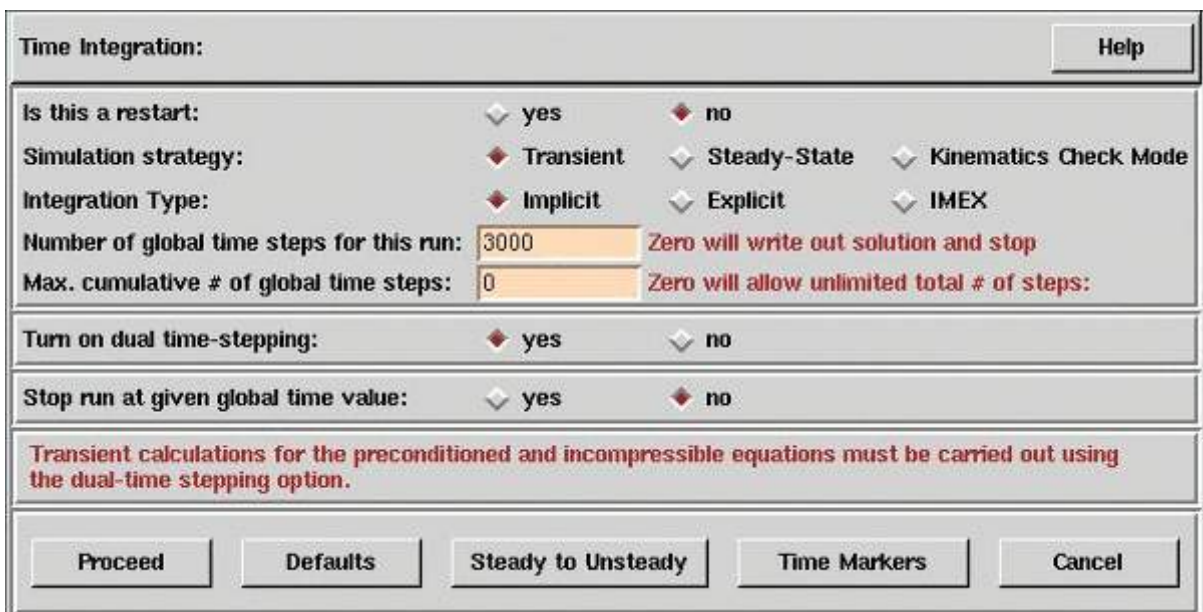 Time Integration: Help
Is this a restart: yes no
Simulation strategy: Transient Steady-State Kinematics Check Mode
Integration Type: Implicit Explicit IMEX
Number of global time steps for this run: 3000 Zero will write out solution and stop
Max. cumulative # of global time steps: 0 Zero will allow unlimited total # of steps:
Turn on dual time-stepping: yes no
Stop run at given global time value: yes no
Transient calculations for the preconditioned and incompressible equations must be carried out using
the dual-time stepping option.
Proceed Defaults Steady to Unsteady Time Markers Cancel